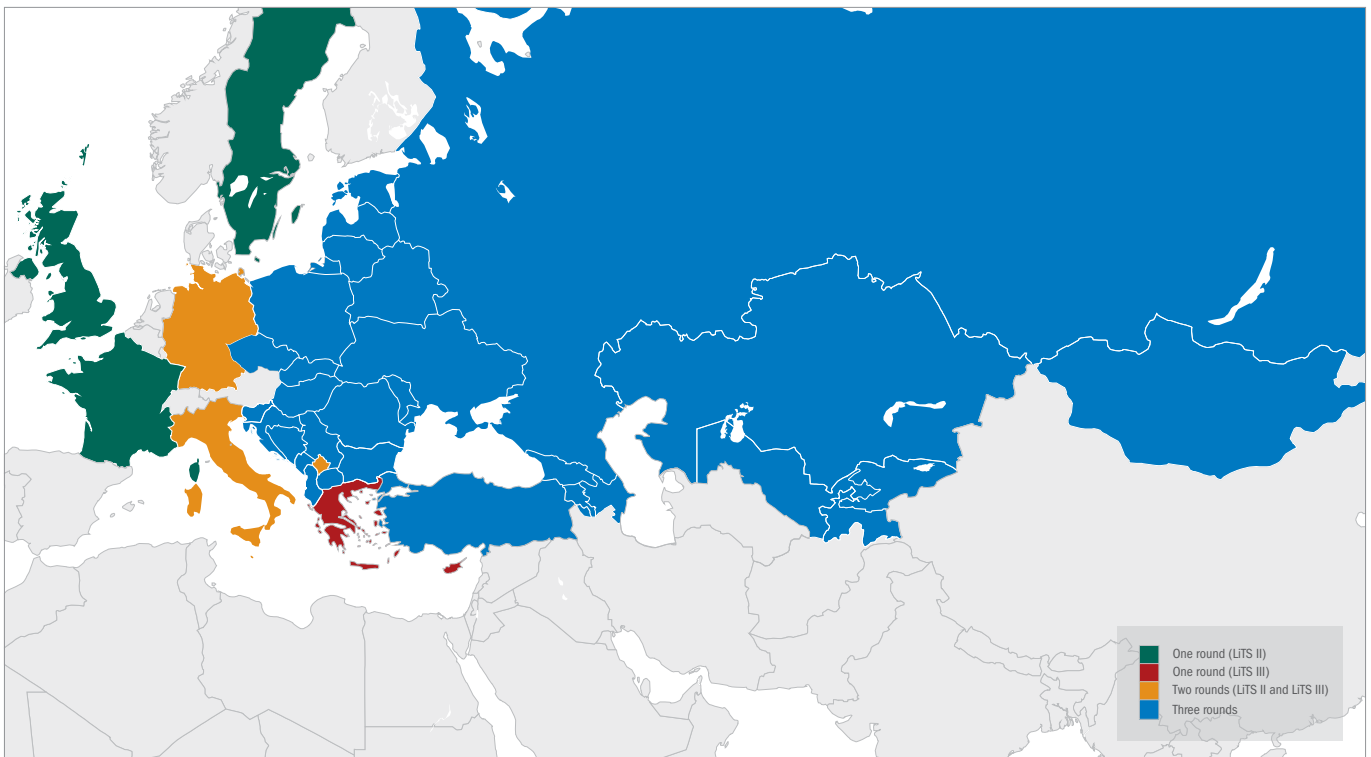 One round (LiTS II)
One round (LiTS III)
Two rounds (LiTS II and LiTS III)
Three rounds